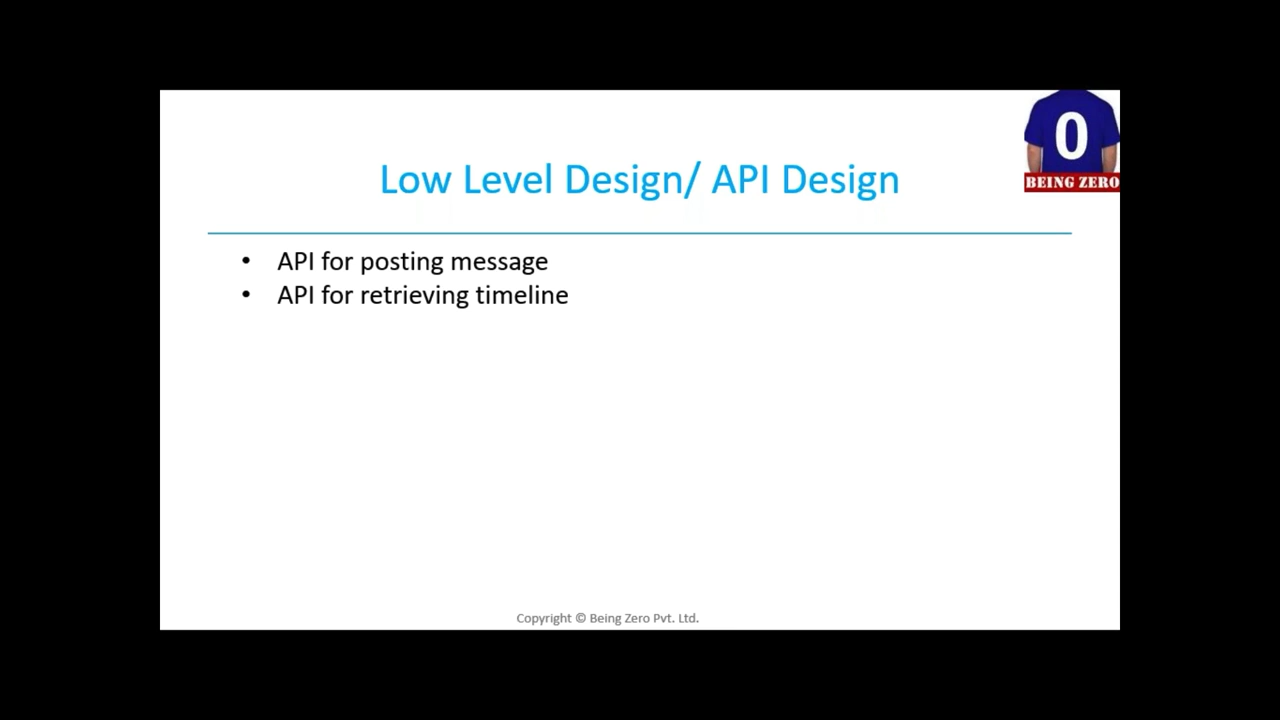 0
BEING ZERO
Low Level Design/ API Design
• API for posting message
• API for retrieving timeline
Copyright © Being Zero Pvt. Ltd.